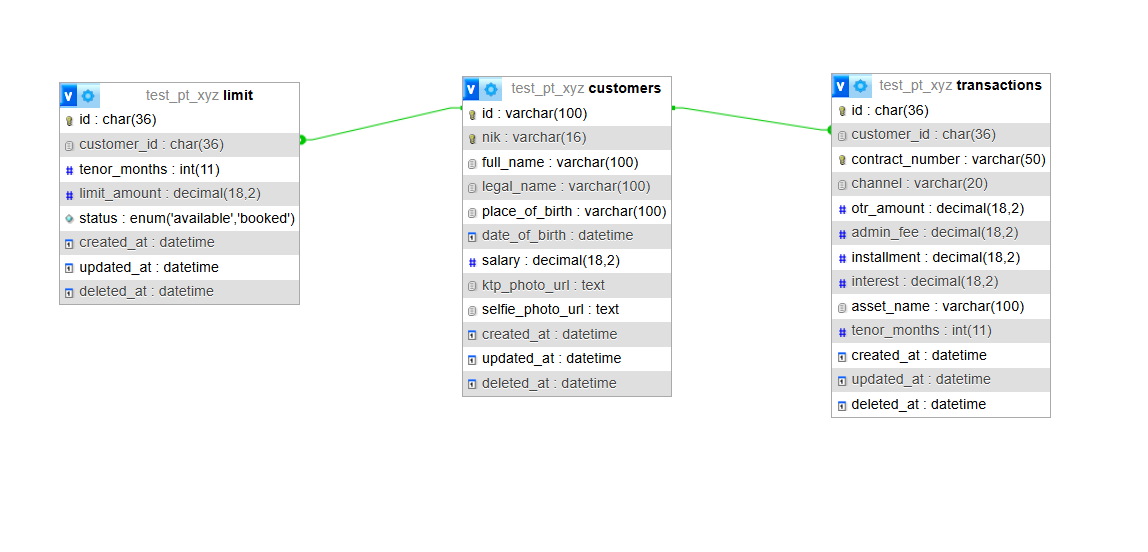 test_pt_xyz limit
id : char(36)
customer_id : char(36)
tenor_months : int(11)
limit_amount : decimal(18,2)
status : enum('available','booked')
created_at : datetime
updated_at : datetime
deleted_at : datetime
test_pt_xyz customers
id : varchar(100)
nik : varchar(16)
full_name : varchar(100)
legal_name : varchar(100)
place_of_birth : varchar(100)
date_of_birth : datetime
salary : decimal(18,2)
ktp_photo_url : text
selfie_photo_url : text
created_at : datetime
updated_at : datetime
deleted_at : datetime
test_pt_xyz transactions
id : char(36)
customer_id : char(36)
contract_number : varchar(50)
channel : varchar(20)
otr_amount : decimal(18,2)
admin_fee : decimal(18,2)
installment : decimal(18,2)
interest : decimal(18,2)
asset_name : varchar(100)
tenor_months : int(11)
created_at : datetime
updated_at : datetime
deleted_at : datetime